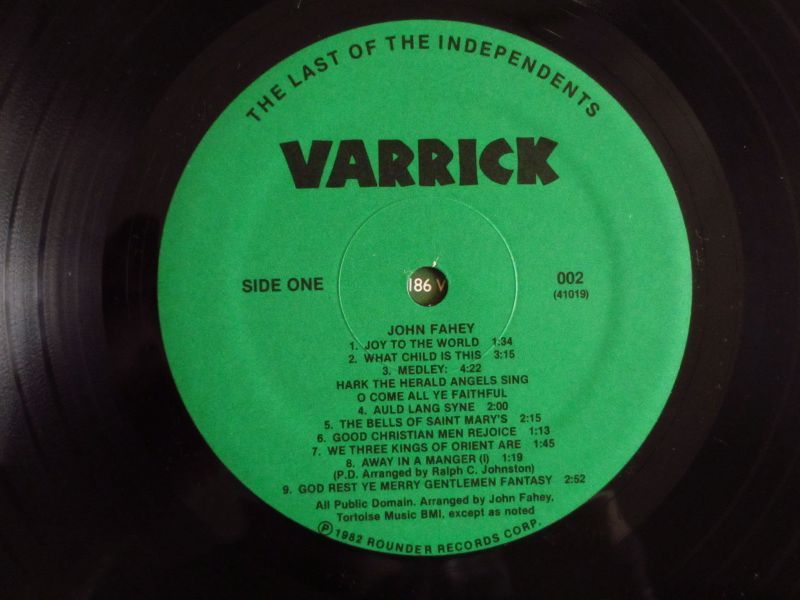 THE LAST OF THE INDEPENDENTS
VARRICK
SIDE ONE
186 V
002
(41019)
JOHN FAHEY
1. JOY TO THE WORLD 1:34
2. WHAT CHILD IS THIS 3:15
3. MEDLEY: 4:22
HARK THE HERALD ANGELS SING
O COME ALL YE FAITHFUL
4. AULD LANG SYNE 2:00
5. THE BELLS OF SAINT MARY'S 2:15
6. GOOD CHRISTIAN MEN REJOICE 1:13
7. WE THREE KINGS OF ORIENT ARE 1:45
8. AWAY IN A MANGER (I) 1:19
(P.D. Arranged by Ralph C. Johnston)
9. GOD REST YE MERRY GENTLEMEN FANTASY 2:52
All Public Domain. Arranged by John Fahey,
Tortoise Music BMI, except as noted
℗ 1982 ROUNDER RECORDS CORP.